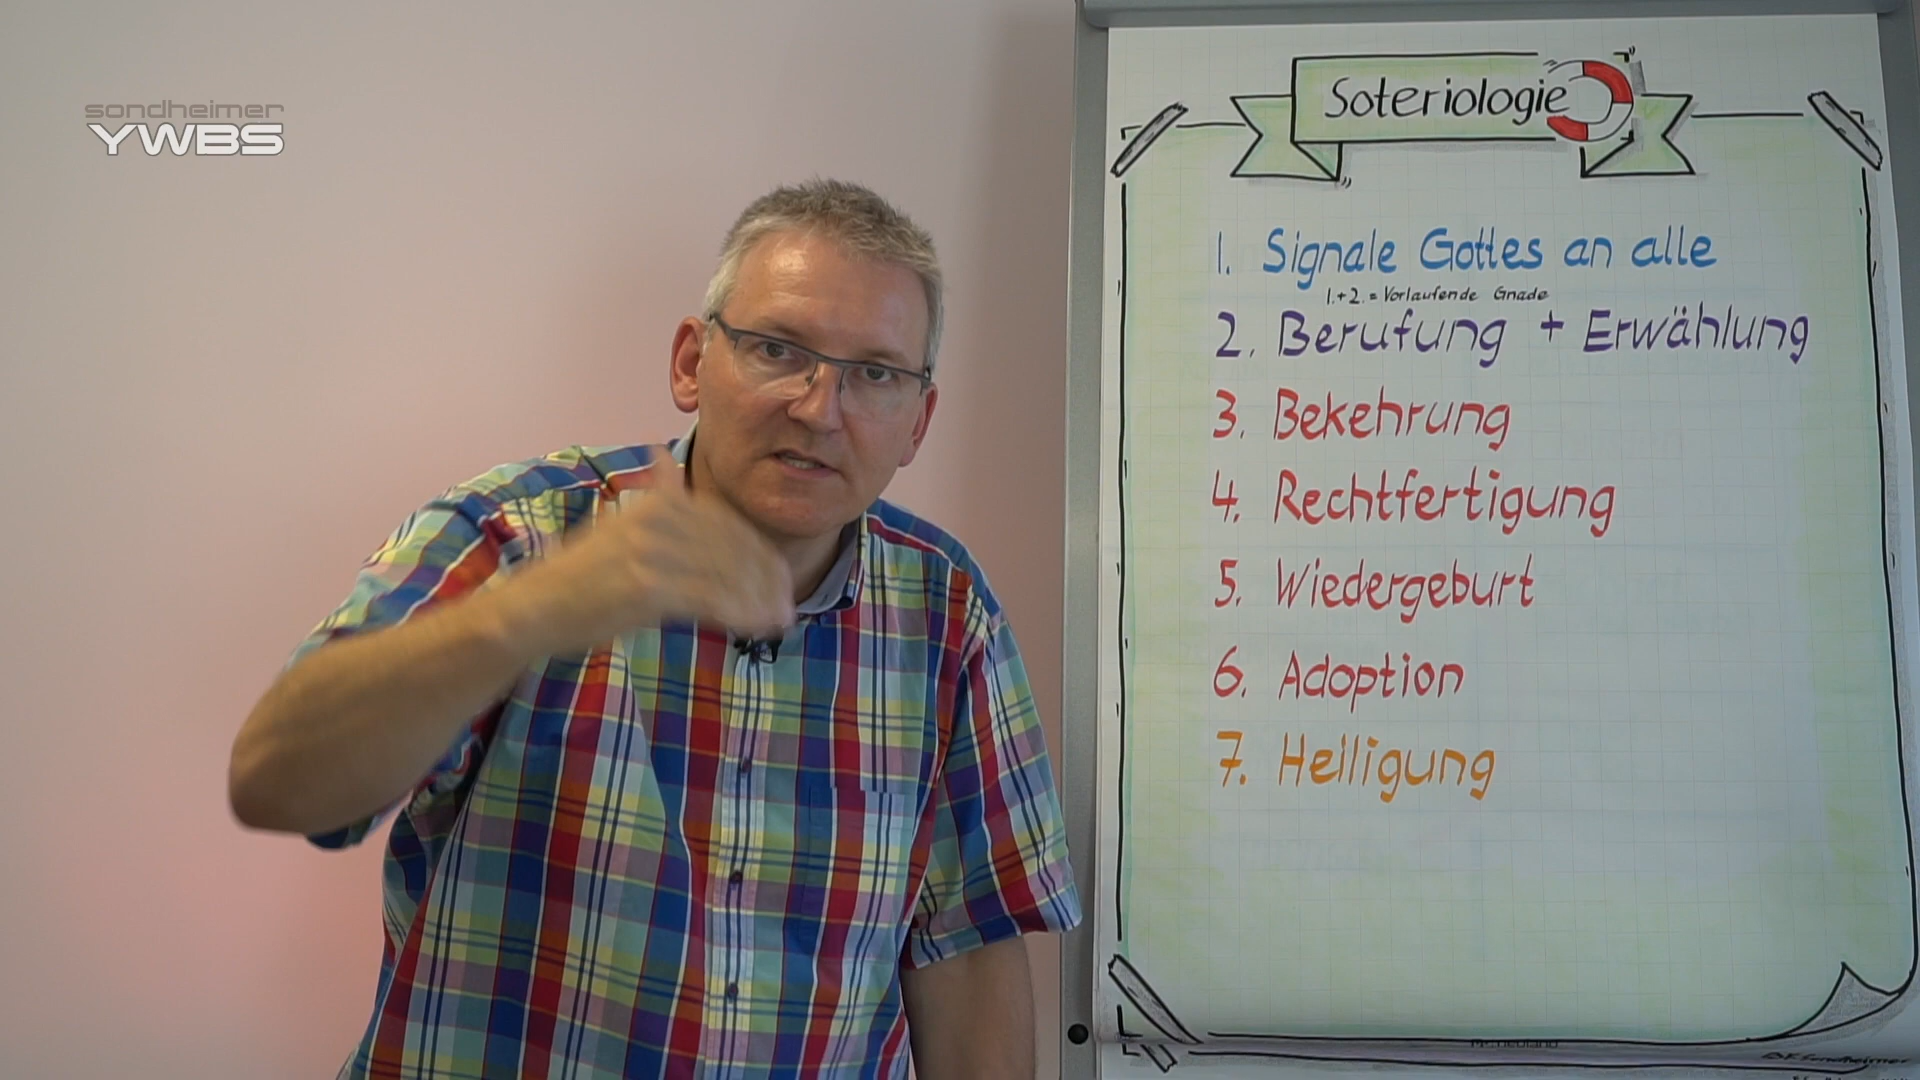 sondheimer
YWBS
Soteriologie
1. Signale Gottes an alle
1.+2. = Vorlaufende Gnade
2. Berufung + Erwählung
3. Bekehrung
4. Rechtfertigung
5. Wiedergeburt
6. Adoption
7. Heiligung